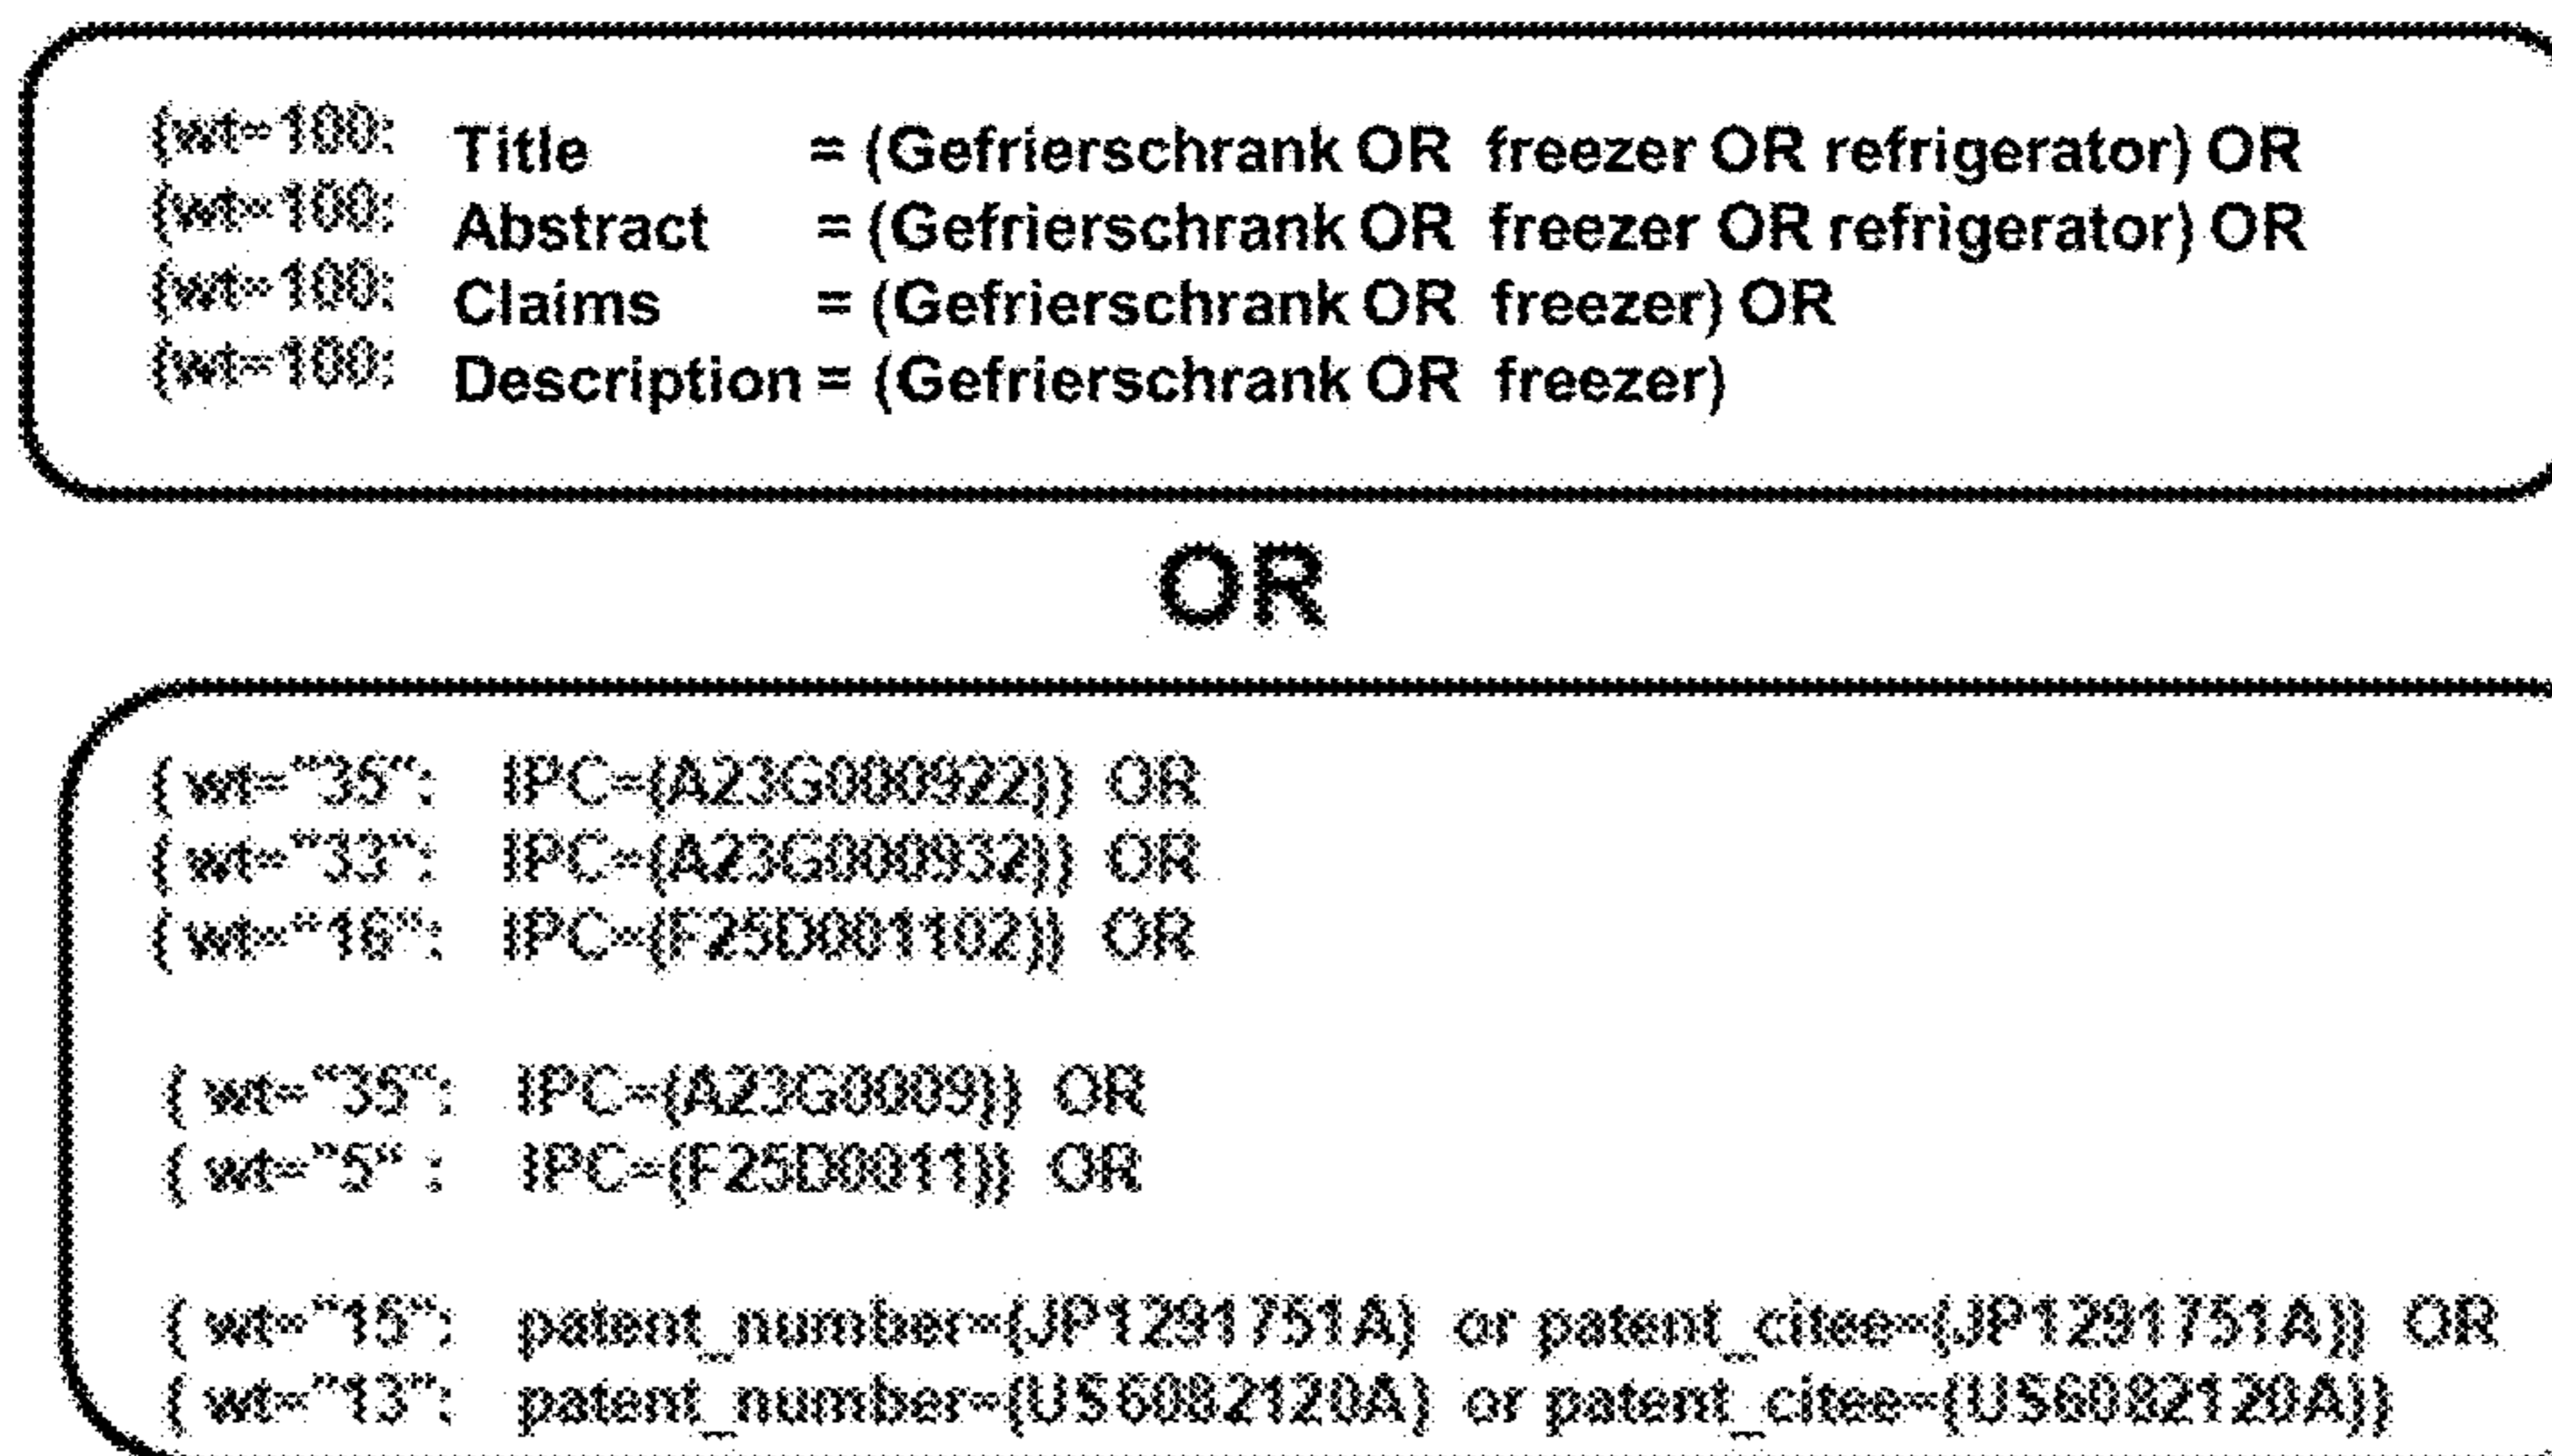 (wt=100: Title = (Gefrierschrank OR freezer OR refrigerator) OR
(wt=100: Abstract = (Gefrierschrank OR freezer OR refrigerator) OR
(wt=100: Claims = (Gefrierschrank OR freezer) OR
(wt=100: Description = (Gefrierschrank OR freezer)
OR
( wt="35": IPC=(A23G000922)) OR
( wt="33": IPC=(A23G000932)) OR
( wt="16": IPC=(F25D001102)) OR
( wt="35": IPC=(A23G0009)) OR
( wt="5" : IPC=(F25D0011)) OR
( wt="15": patent_number=(JP1291751A) or patent_citee=(JP1291751A)) OR
( wt="13": patent_number=(US6082120A) or patent_citee=(US6082120A))